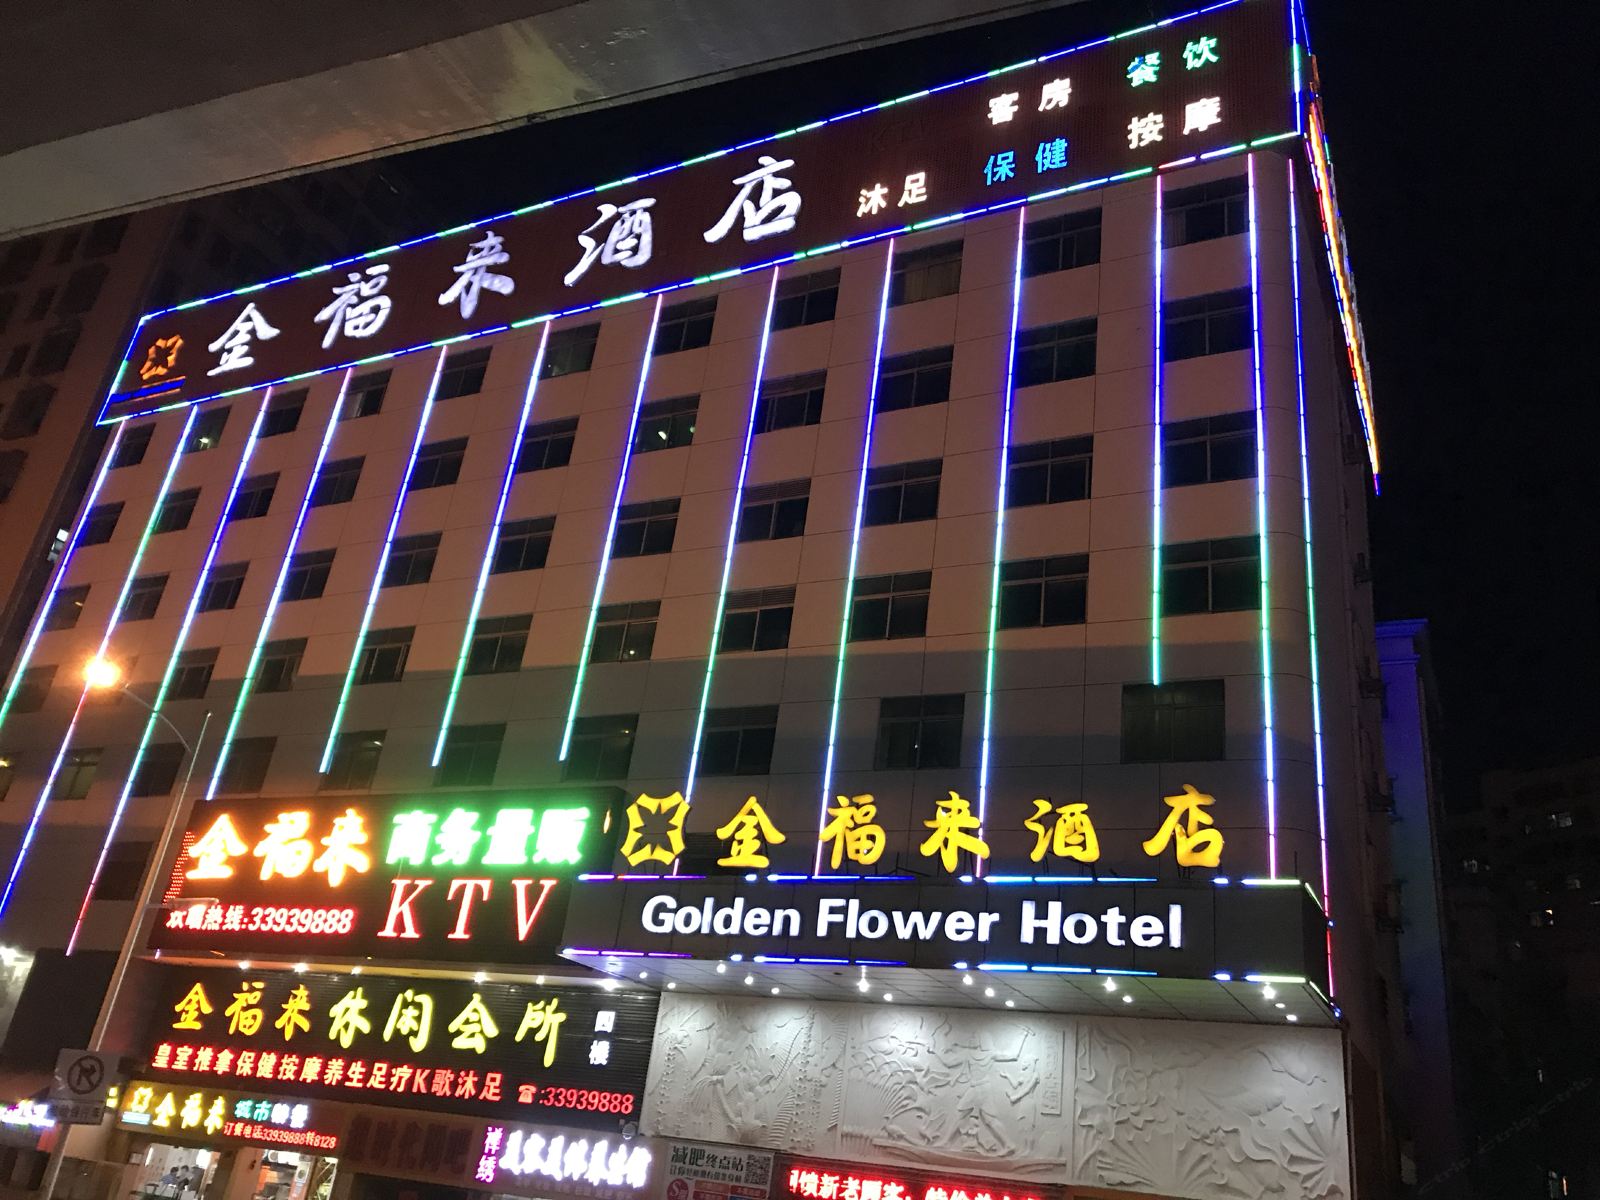 金福来酒店
沐足
客房
保健
餐饮
按摩
金福来
商务量贩
KTV
欢唱热线:33939888
金福来酒店
Golden Flower Hotel
金福来休闲会所
四楼
皇室推拿保健按摩养生足疗K歌沐足 ☎:33939888
金福来 城市
订餐电话33939888转8128
禅绣
减肥终点站